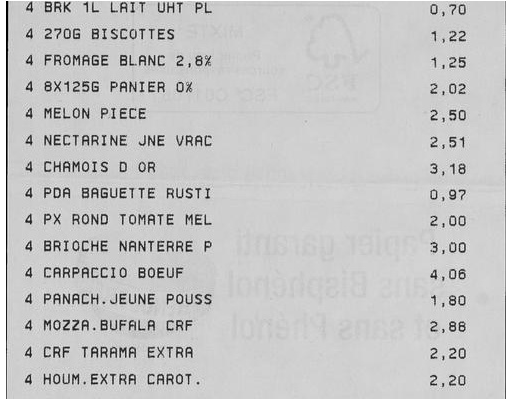 4 BRK 1L LAIT UHT PL 0,70
4 270G BISCOTTES 1,22
4 FROMAGE BLANC 2,8% 1,25
4 8X125G PANIER 0% 2,02
4 MELON PIECE 2,50
4 NECTARINE JNE VRAC 2,51
4 CHAMOIS D OR 3,18
4 PDA BAGUETTE RUSTI 0,97
4 PX ROND TOMATE MEL 2,00
4 BRIOCHE NANTERRE P 3,00
4 CARPACCIO BOEUF 4,06
4 PANACH.JEUNE POUSS 1,80
4 MOZZA.BUFALA CRF 2,88
4 CRF TARAMA EXTRA 2,20
4 HOUM.EXTRA CAROT. 2,20
MIXTE
FSC
Papier garanti
sans Bisphénol
et sans Phénol